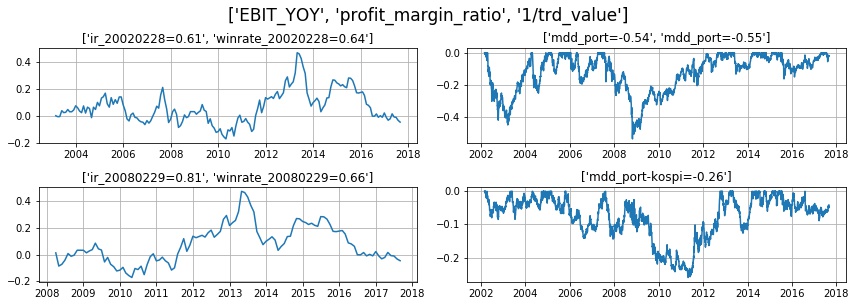 ['EBIT_YOY', 'profit_margin_ratio', '1/trd_value']
['ir_20020228=0.61', 'winrate_20020228=0.64']
0.4
0.2
0.0
−0.2
2004 2006 2008 2010 2012 2014 2016 2018
['mdd_port=-0.54', 'mdd_port=-0.55']
0.0
−0.2
−0.4
2002 2004 2006 2008 2010 2012 2014 2016 2018
['ir_20080229=0.81', 'winrate_20080229=0.66']
0.4
0.2
0.0
−0.2
2008 2009 2010 2011 2012 2013 2014 2015 2016 2017 2018
['mdd_port-kospi=-0.26']
0.0
−0.1
−0.2
2002 2004 2006 2008 2010 2012 2014 2016 2018